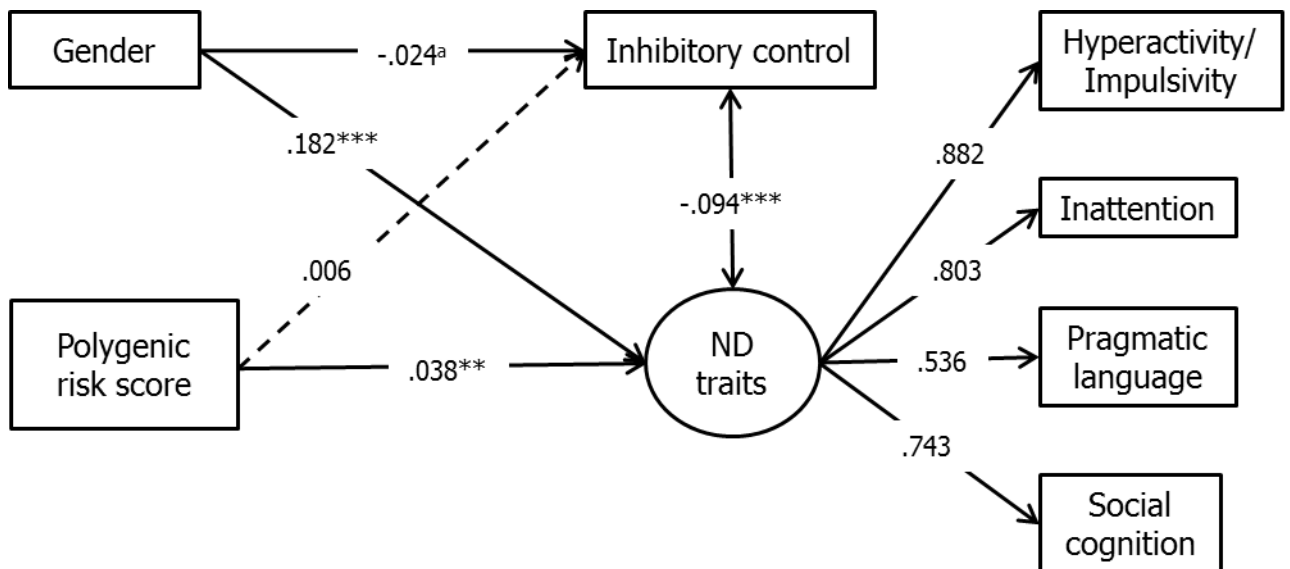 Gender
-.024ᵃ
Inhibitory control
Hyperactivity/
Impulsivity
.182***
.882
-.094***
Inattention
.803
.006
Polygenic
risk score
.038**
ND
traits
.536
Pragmatic
language
.743
Social
cognition